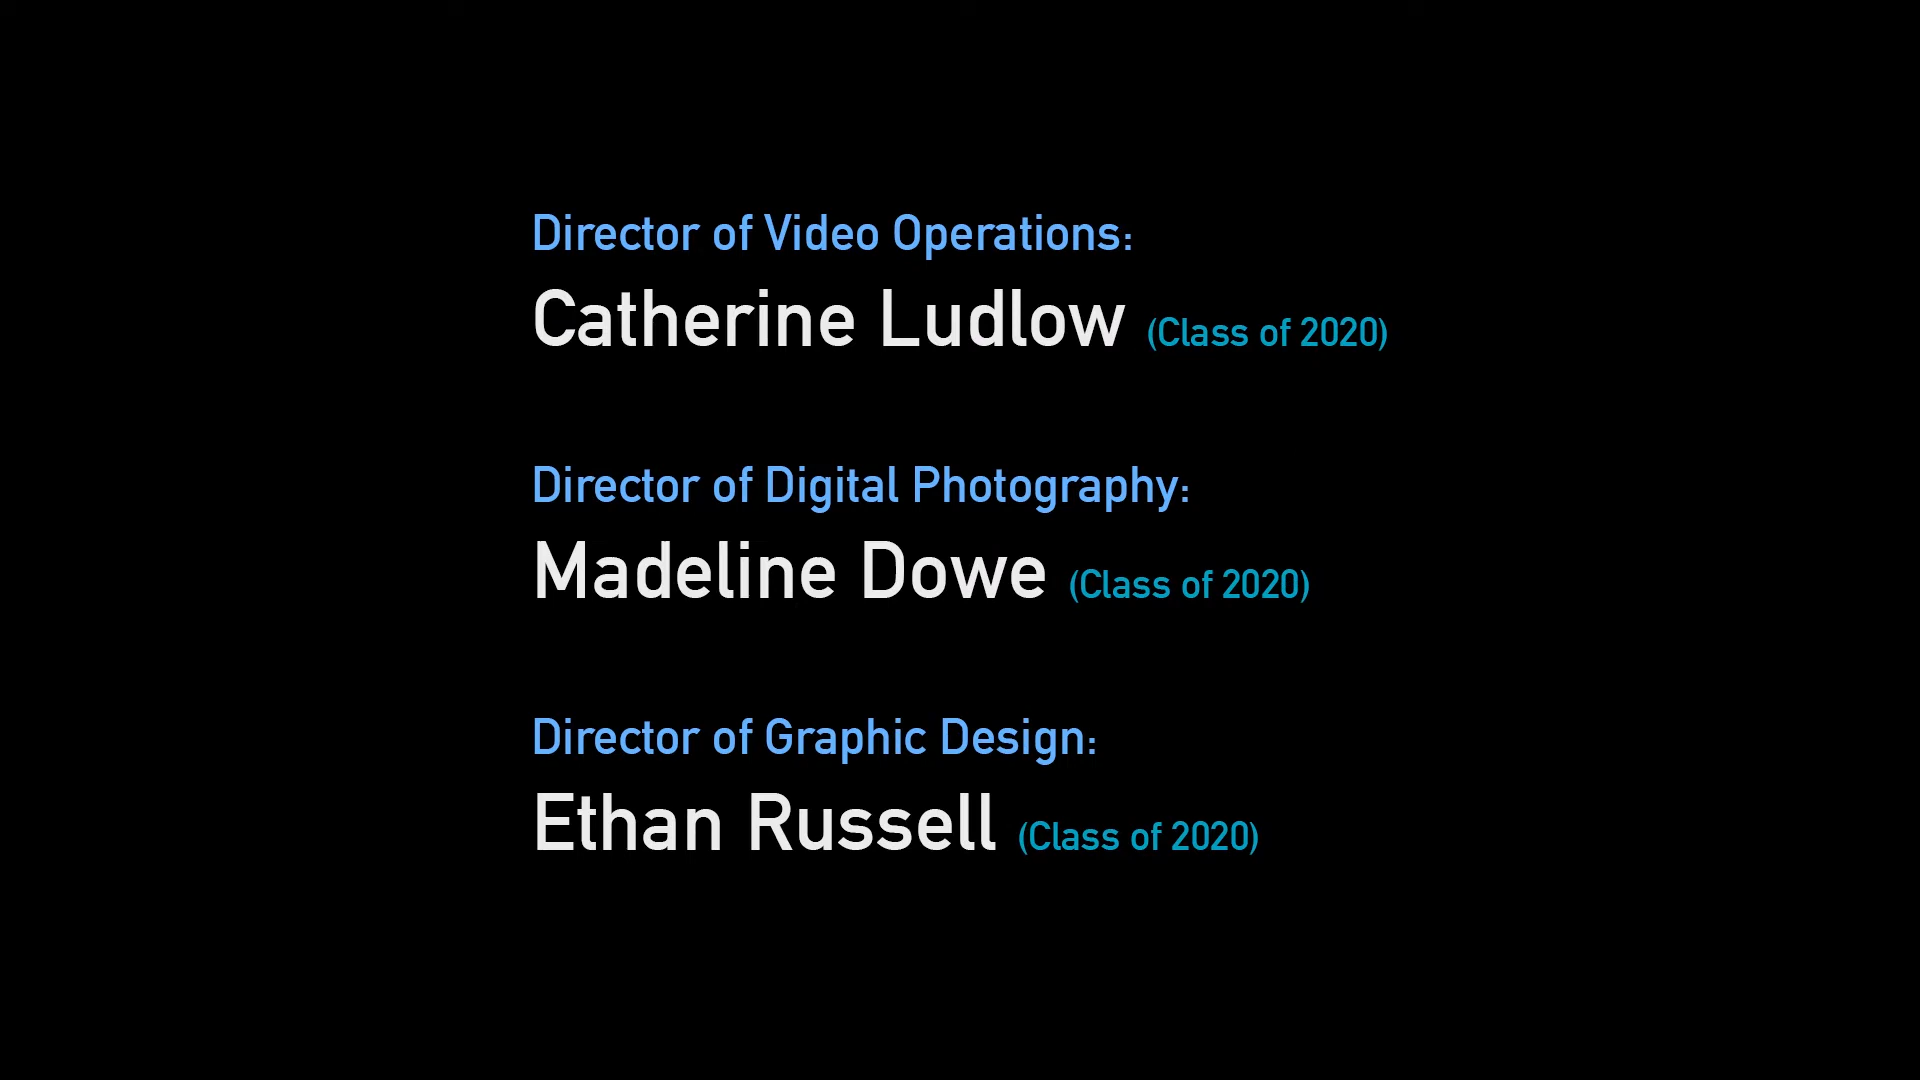 Director of Video Operations:
Catherine Ludlow (Class of 2020)
Director of Digital Photography:
Madeline Dowe (Class of 2020)
Director of Graphic Design:
Ethan Russell (Class of 2020)